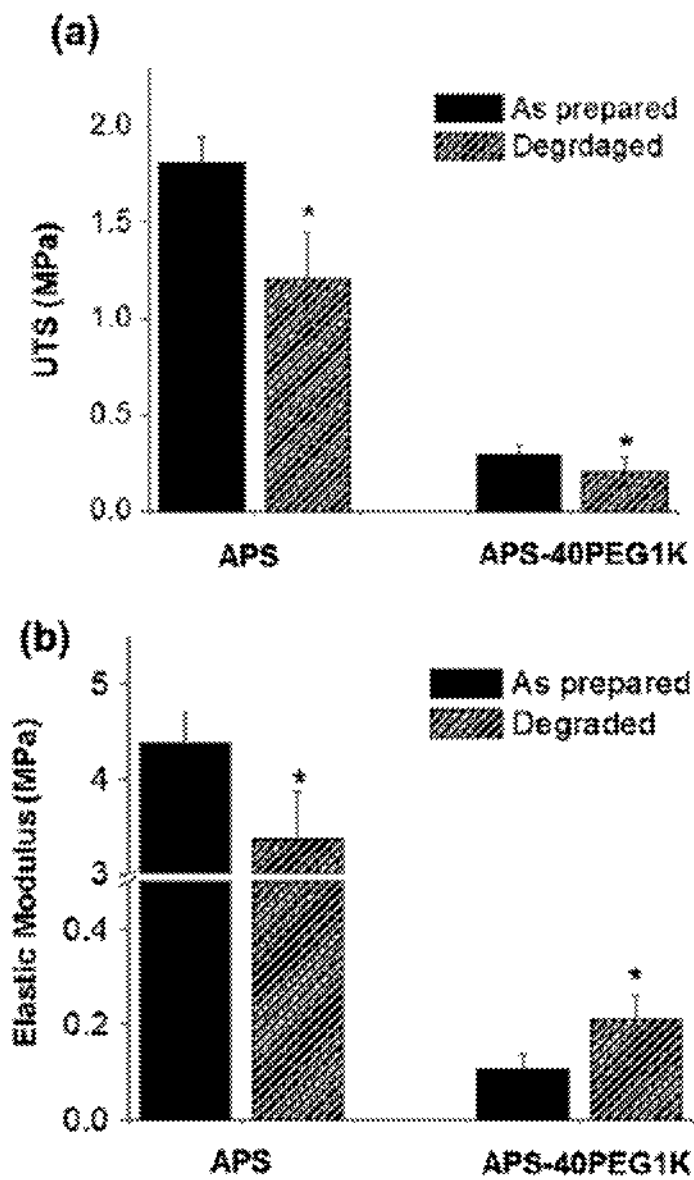 (a)
UTS (MPa)
2.0
1.5
1.0
0.5
0.0
As prepared
Degrdaged
*
*
APS
APS-40PEG1K
(b)
Elastic Modulus (MPa)
5
4
3
0.4
0.2
0.0
As prepared
Degraded
*
*
APS
APS-40PEG1K